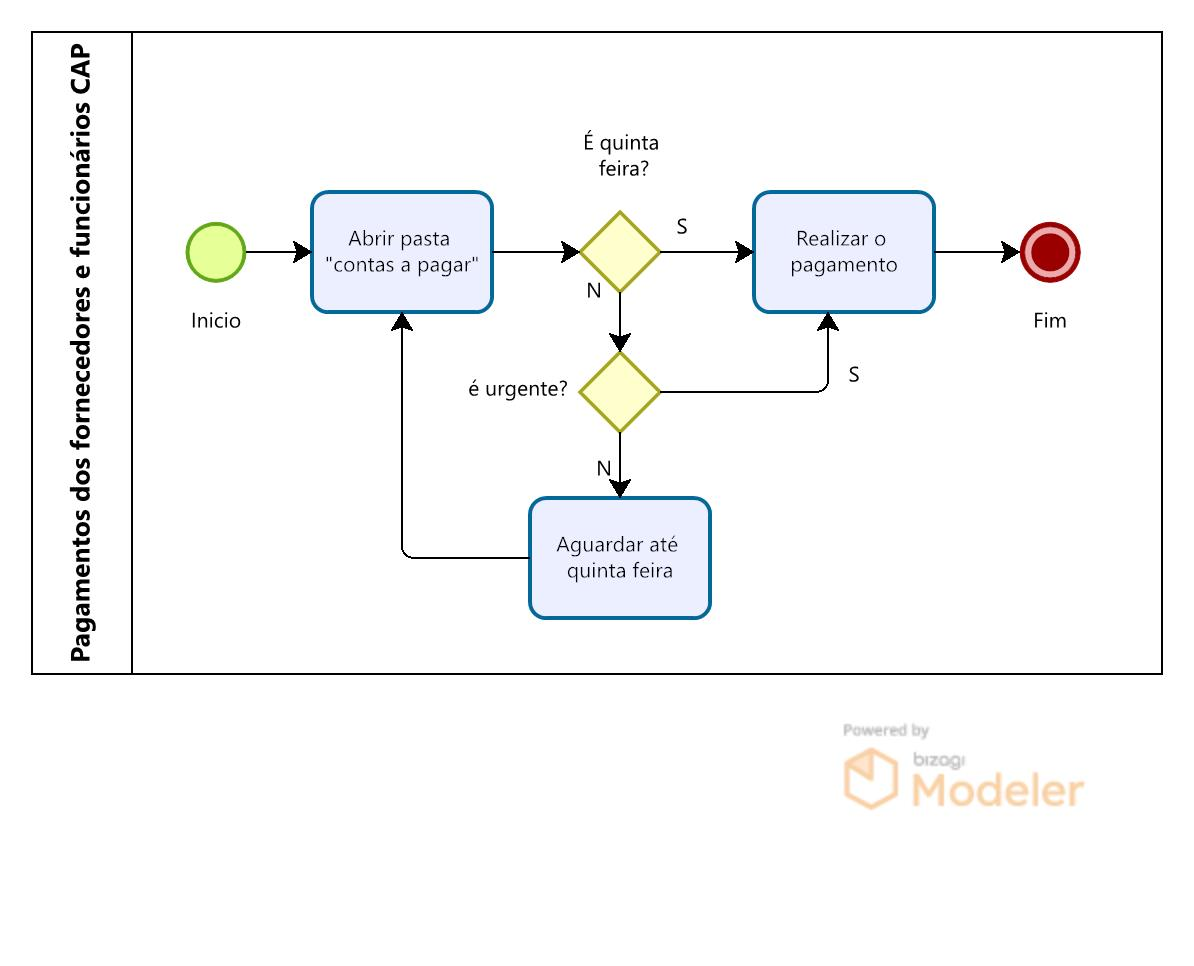 Pagamentos dos fornecedores e funcionários CAP
Inicio
Abrir pasta
"contas a pagar"
É quinta
feira?
S
N
Realizar o
pagamento
Fim
é urgente?
S
N
Aguardar até
quinta feira
Powered by
bizagi
Modeler